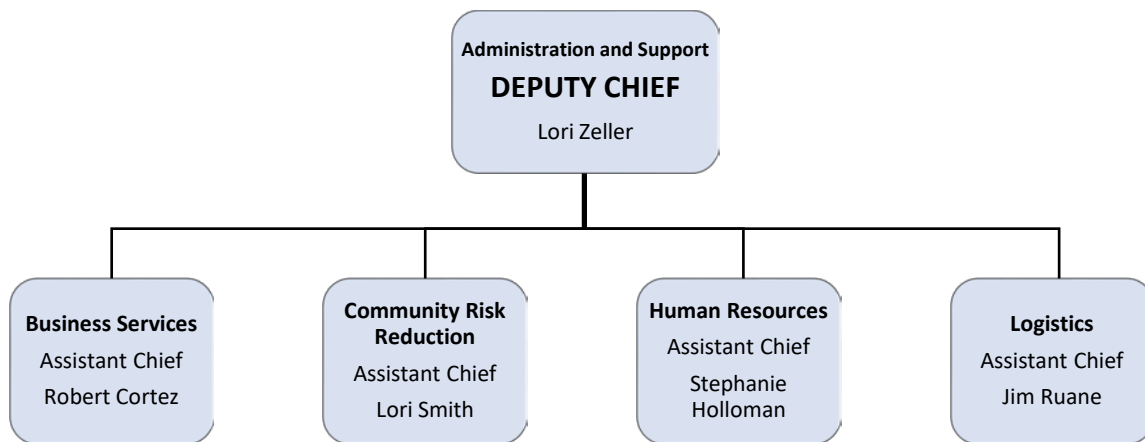 Administration and Support
DEPUTY CHIEF
Lori Zeller
Business Services
Assistant Chief
Robert Cortez
Community Risk
Reduction
Assistant Chief
Lori Smith
Human Resources
Assistant Chief
Stephanie
Holloman
Logistics
Assistant Chief
Jim Ruane